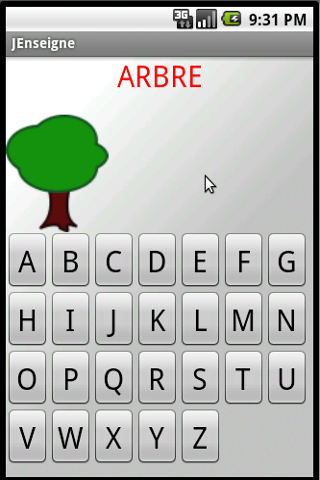 3G 9:31 PM
JEnseigne
ARBRE
A B C D E F G
H I J K L M N
O P Q R S T U
V W X Y Z